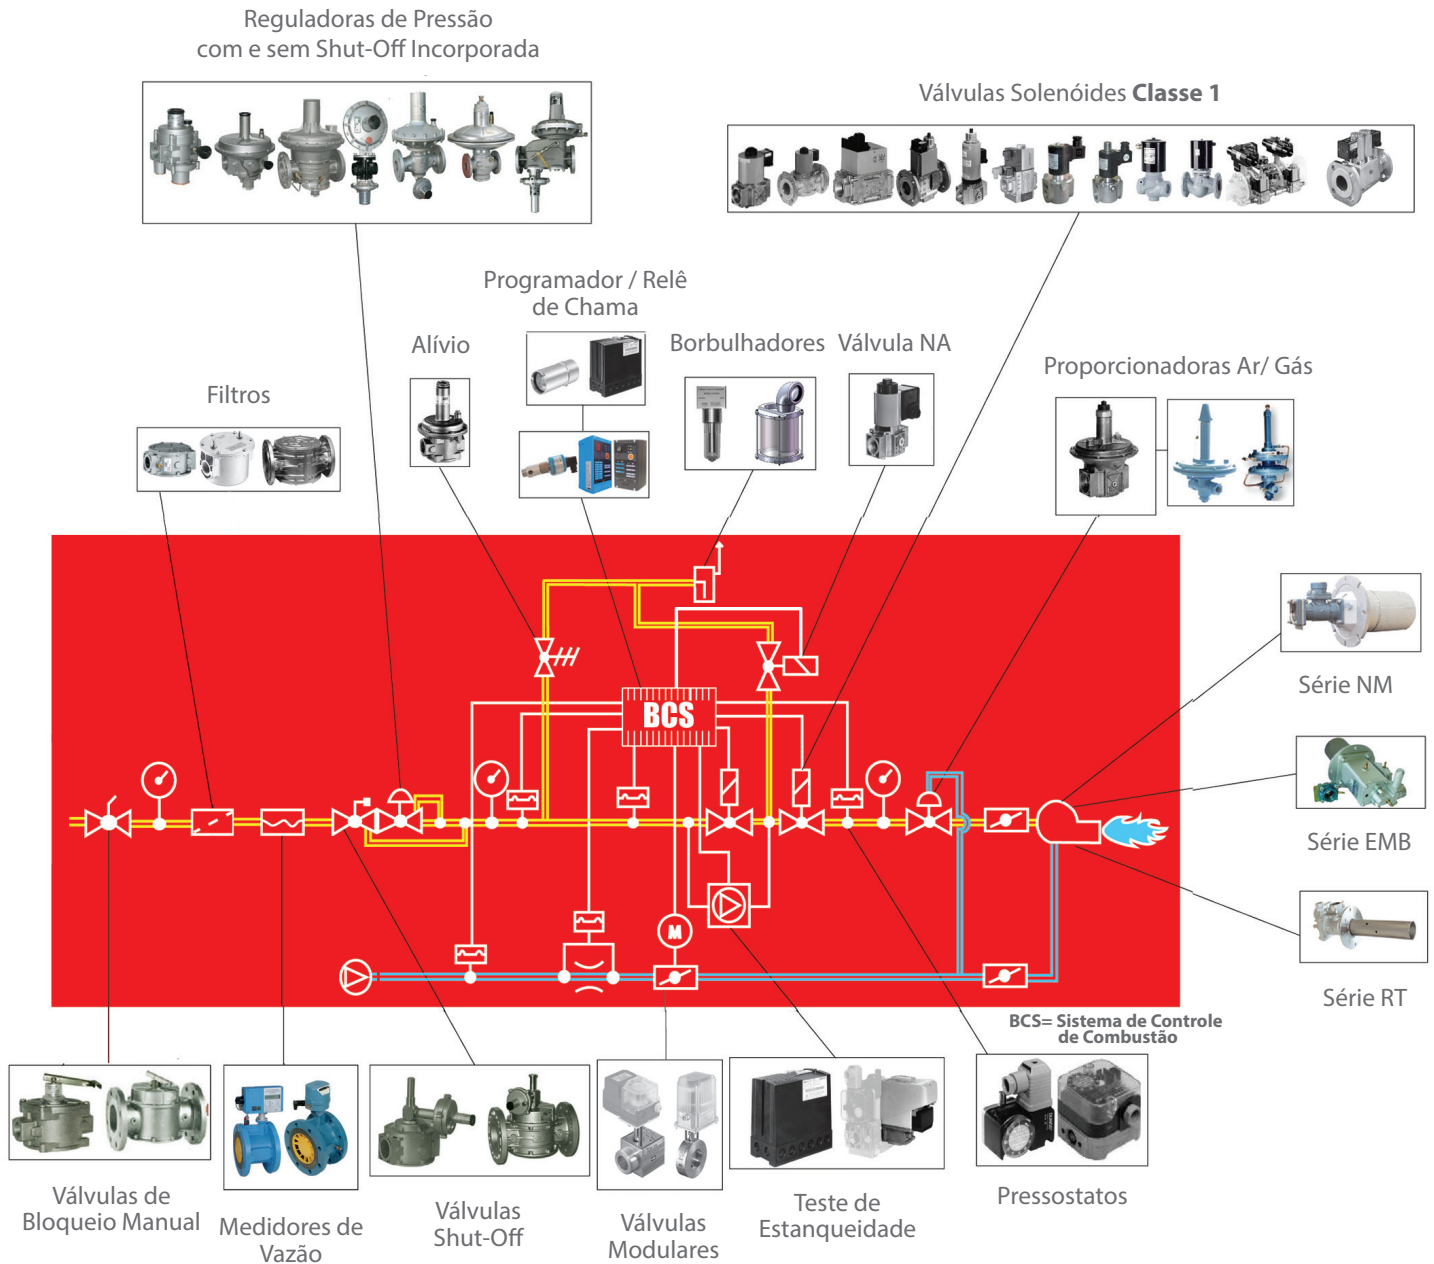 Reguladoras de Pressão
com e sem Shut-Off Incorporada
Válvulas Solenóides Classe 1
Programador / Relê
de Chama
Alívio
Borbulhadores
Válvula NA
Proporcionadoras Ar/ Gás
Filtros
BCS
M
Série NM
Série EMB
Série RT
BCS= Sistema de Controle
de Combustão
Válvulas de
Bloqueio Manual
Medidores de
Vazão
Válvulas
Shut-Off
Válvulas
Modulares
Teste de
Estanqueidade
Pressostatos